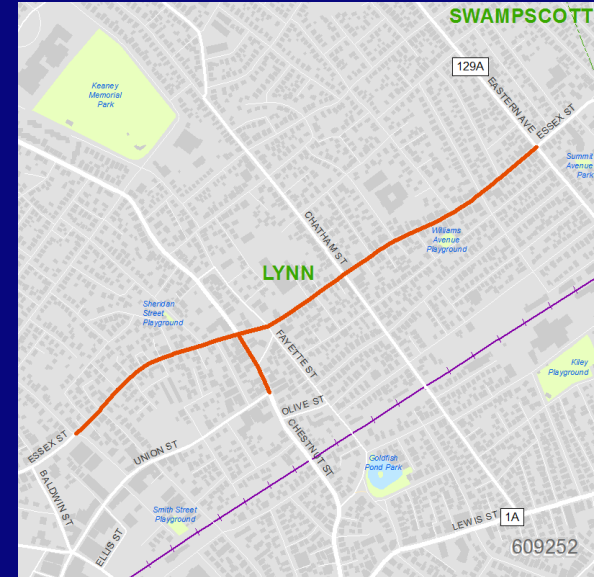 SWAMPSCOTT
129A
EASTERN AVE
ESSEX ST
Keaney
Memorial
Park
Summit
Avenue
Park
CHATHAM ST
Williams
Avenue
Playground
LYNN
Sheridan
Street
Playground
FAYETTE ST
Kiley
Playground
OLIVE ST
CHESTNUT ST
ESSEX ST
UNION ST
Goldfish
Pond Park
BALDWIN ST
Smith Street
Playground
ELLIS ST
LEWIS ST
1A
609252